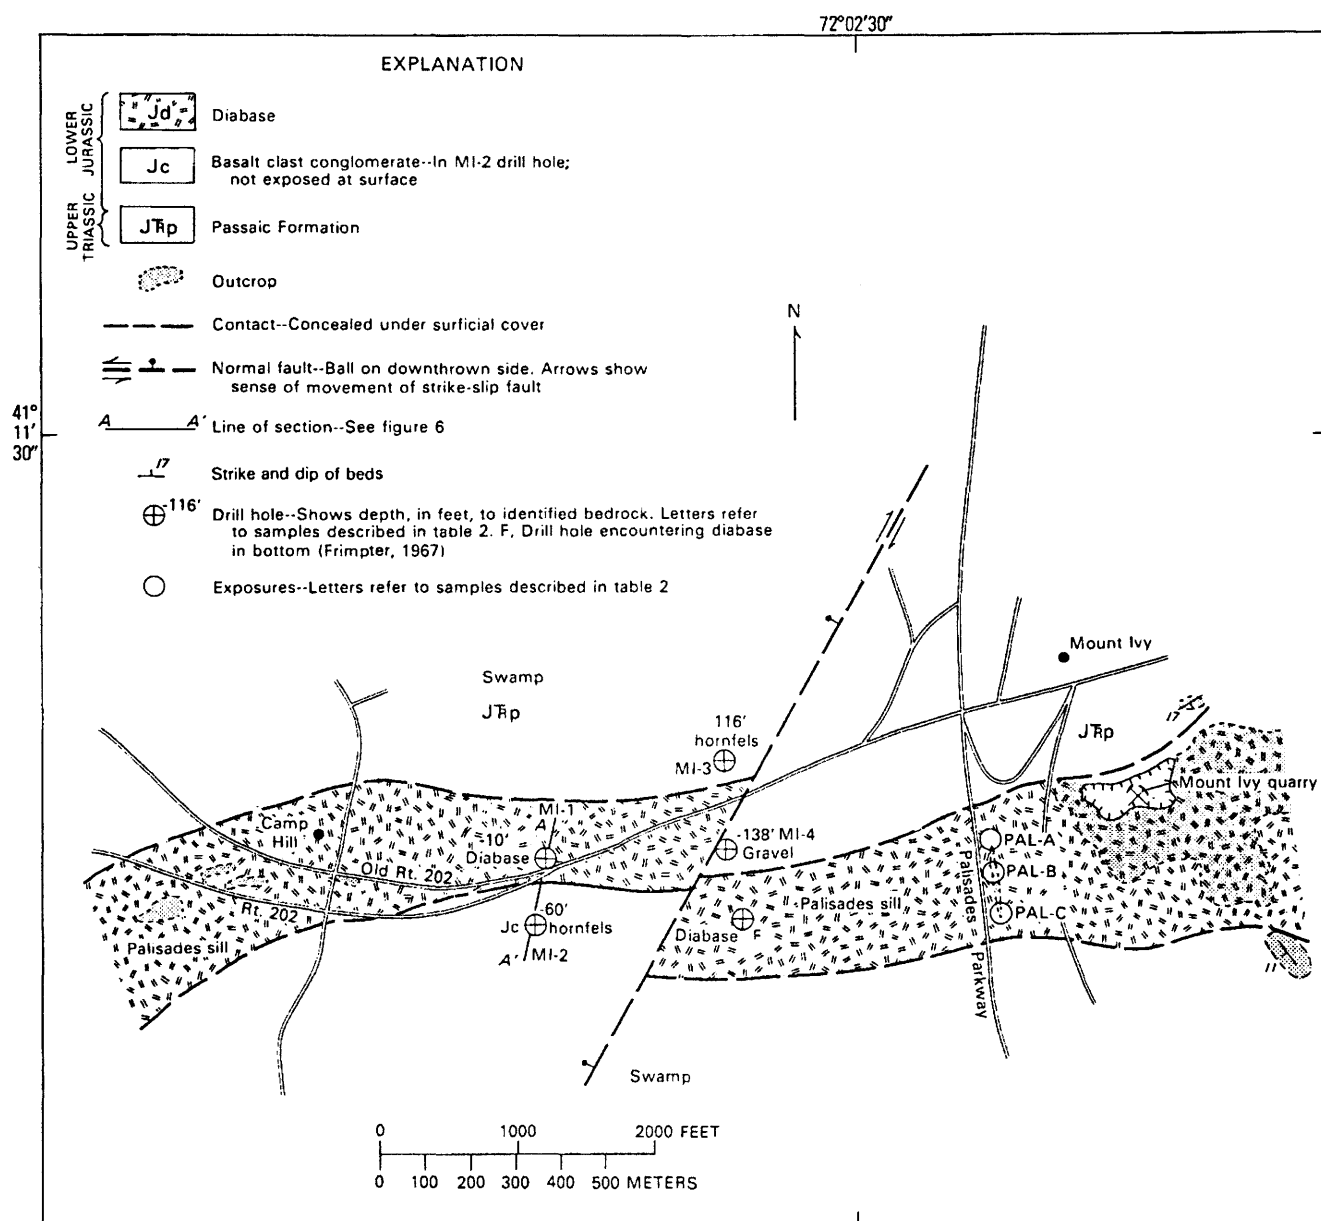 72°02'30"
EXPLANATION
LOWER JURASSIC
UPPER TRIASSIC
Jd
Diabase
Jc
Basalt clast conglomerate--In MI-2 drill hole;
not exposed at surface
JTRp
Passaic Formation
Outcrop
Contact--Concealed under surficial cover
Normal fault--Ball on downthrown side. Arrows show
sense of movement of strike-slip fault
A A'
Line of section--See figure 6
17
Strike and dip of beds
-116'
Drill hole--Shows depth, in feet, to identified bedrock. Letters refer
to samples described in table 2. F, Drill hole encountering diabase
in bottom (Frimpter, 1967)
Exposures--Letters refer to samples described in table 2
41°
11'
30"
N
Mount Ivy
Swamp
JTRp
116'
hornfels
MI-3
JTRp
17
Mount Ivy quarry
MI-1
A
Camp
Hill
-10'
Diabase
-138' MI-4
Gravel
PAL-A
Old Rt. 202
PAL-B
Rt. 202
Palisades sill
PAL-C
Palisades
Parkway
-60'
Jc hornfels
Diabase F
Palisades sill
A' MI-2
11
Swamp
0 1000 2000 FEET
0 100 200 300 400 500 METERS